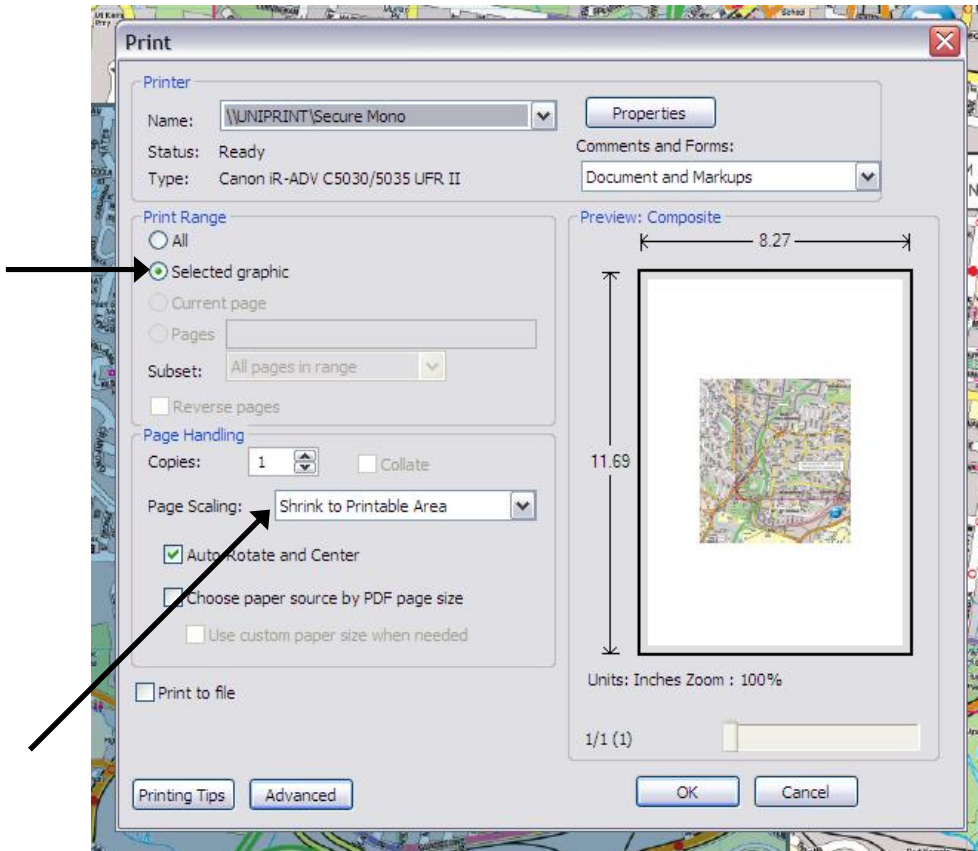 Print
Printer
Name: \\UNIPRINT\Secure Mono
Properties
Status: Ready
Comments and Forms:
Type: Canon iR-ADV C5030/5035 UFR II
Document and Markups
Print Range
All
Selected graphic
Current page
Pages
Subset: All pages in range
Reverse pages
Page Handling
Copies: 1 Collate
Page Scaling: Shrink to Printable Area
Auto-Rotate and Center
Choose paper source by PDF page size
Use custom paper size when needed
Print to file
Preview: Composite
8.27
11.69
Units: Inches Zoom : 100%
1/1 (1)
Printing Tips Advanced OK Cancel